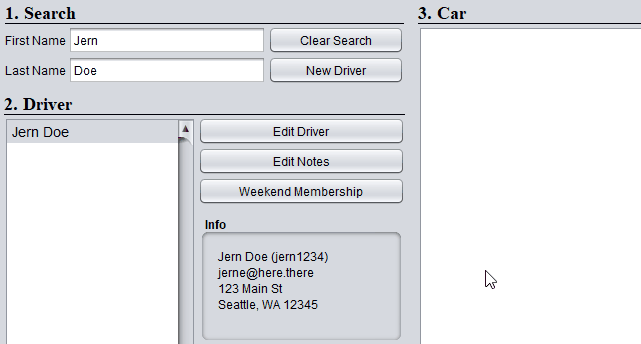 1. Search
First Name Jern Clear Search
Last Name Doe New Driver
2. Driver
Jern Doe
Edit Driver
Edit Notes
Weekend Membership
Info
Jern Doe (jern1234)
jerne@here.there
123 Main St
Seattle, WA 12345
3. Car